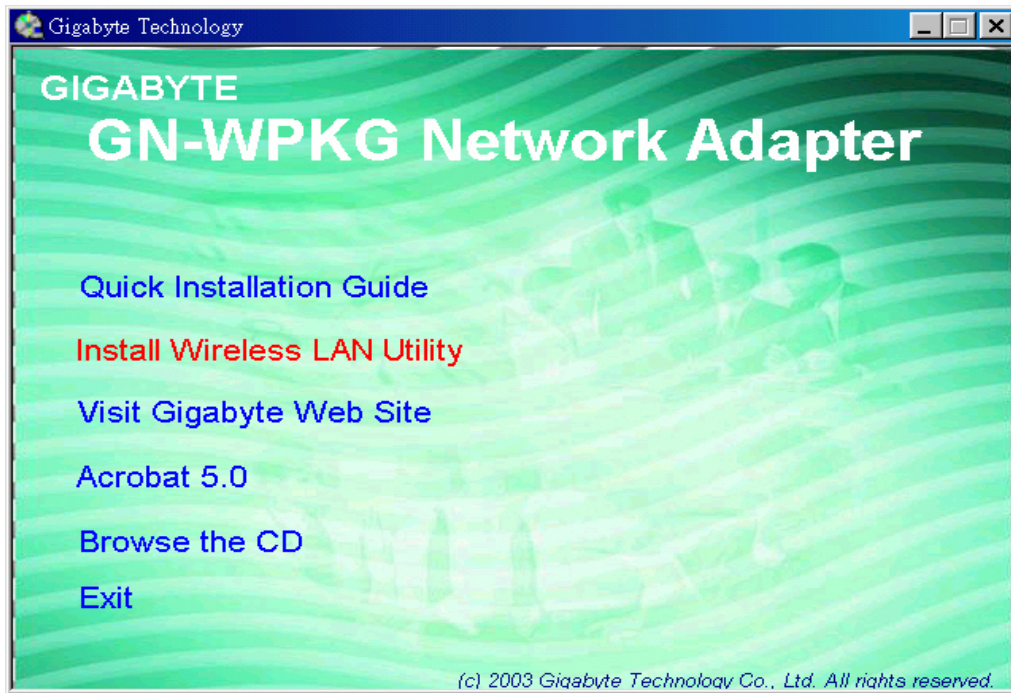 Gigabyte Technology
GIGABYTE
GN-WPKG Network Adapter
Quick Installation Guide
Install Wireless LAN Utility
Visit Gigabyte Web Site
Acrobat 5.0
Browse the CD
Exit
(c) 2003 Gigabyte Technology Co., Ltd. All rights reserved.